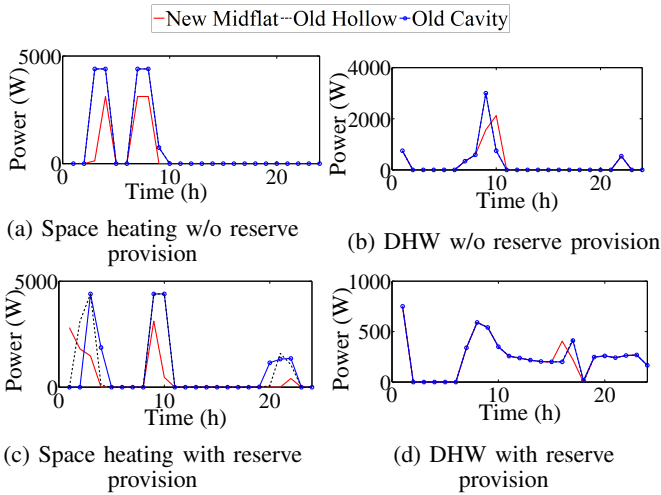 New Midflat Old Hollow Old Cavity
5000
0
0 10 20
Power (W)
Time (h)
(a) Space heating w/o reserve
provision
4000
2000
0
0 10 20
Power (W)
Time (h)
(b) DHW w/o reserve provision
5000
0
0 10 20
Power (W)
Time (h)
(c) Space heating with reserve
provision
1000
500
0
0 10 20
Power (W)
Time (h)
(d) DHW with reserve
provision